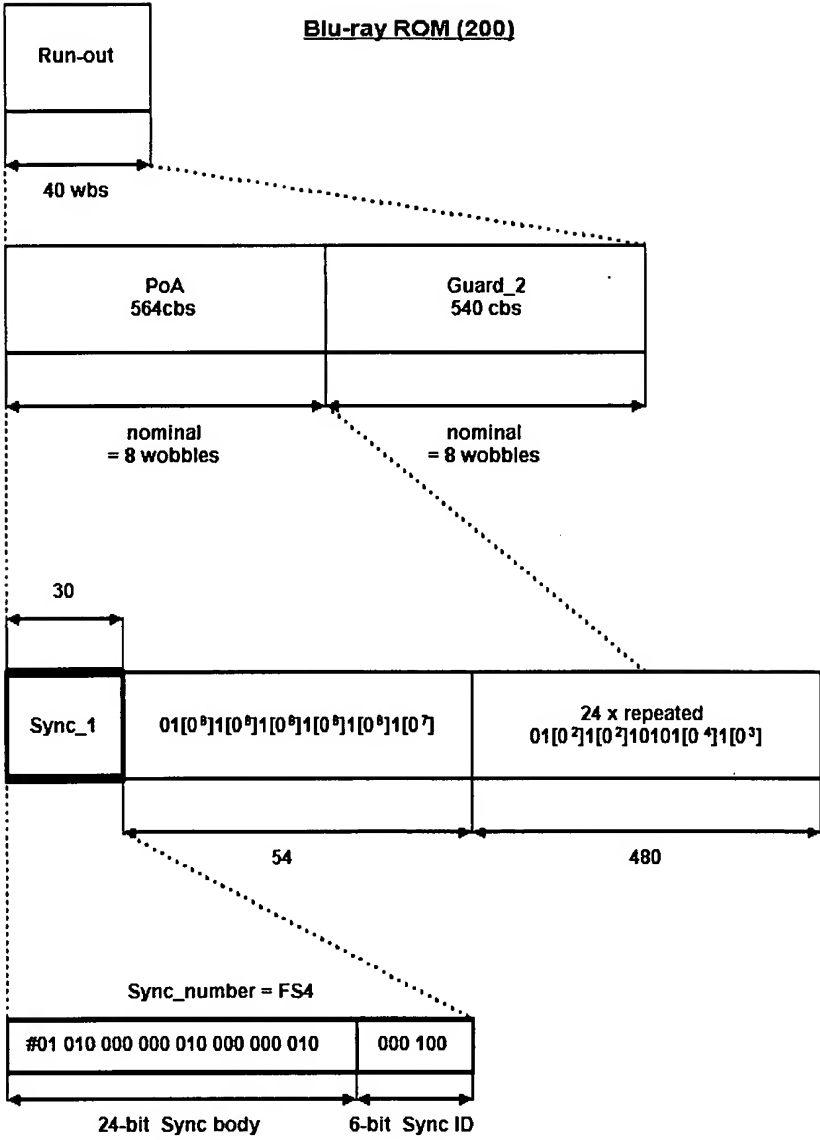 Blu-ray ROM (200)
Run-out
40 wbs
PoA
564cbs
Guard_2
540 cbs
nominal
= 8 wobbles
nominal
= 8 wobbles
30
Sync_1
01[0⁸]1[0⁸]1[0⁸]1[0⁸]1[0⁸]1[0⁷]
24 x repeated
01[0²]1[0²]10101[0⁴]1[0³]
54
480
Sync_number = FS4
#01 010 000 000 010 000 000 010
000 100
24-bit Sync body
6-bit Sync ID